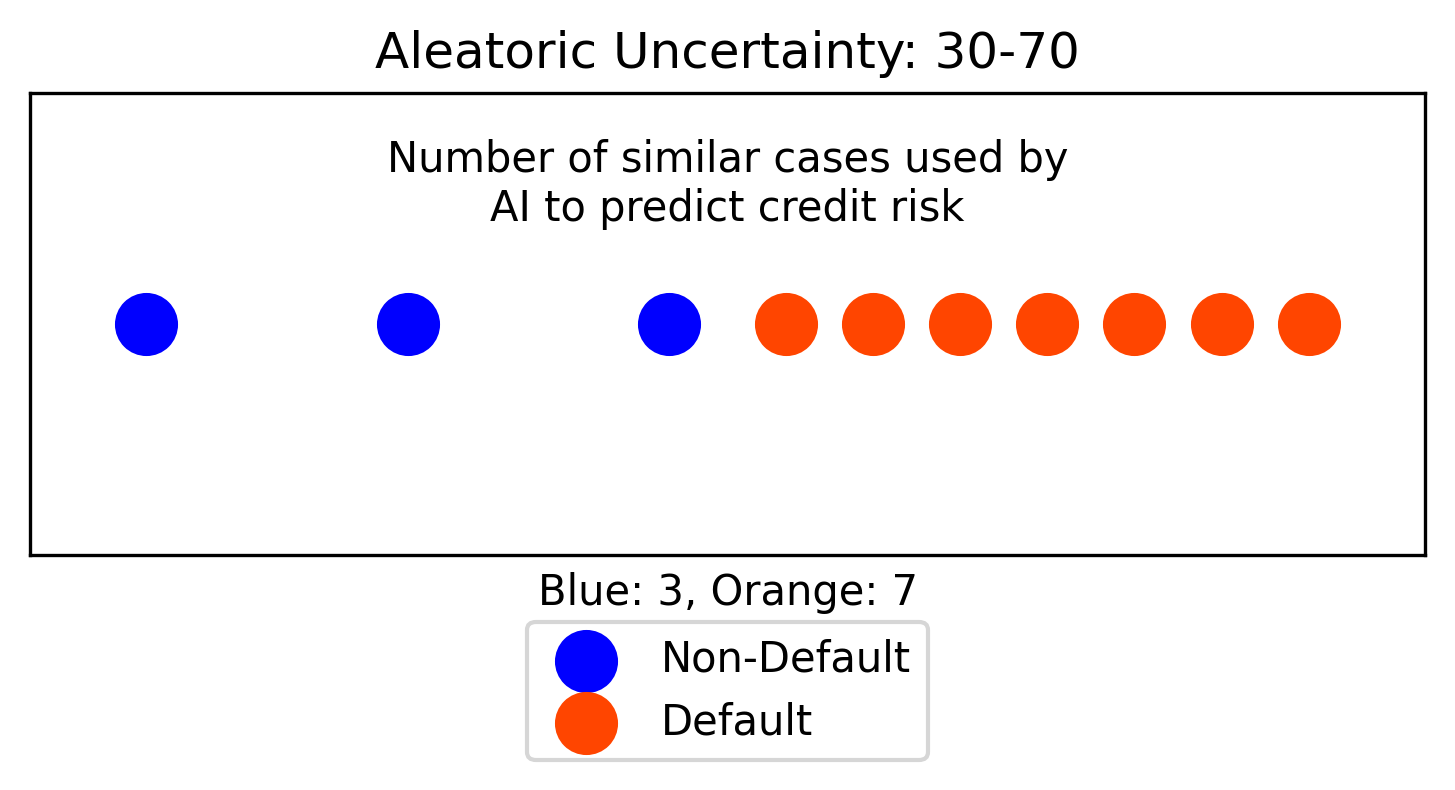 Aleatoric Uncertainty: 30-70
Number of similar cases used by
AI to predict credit risk
Blue: 3, Orange: 7
Non-Default
Default